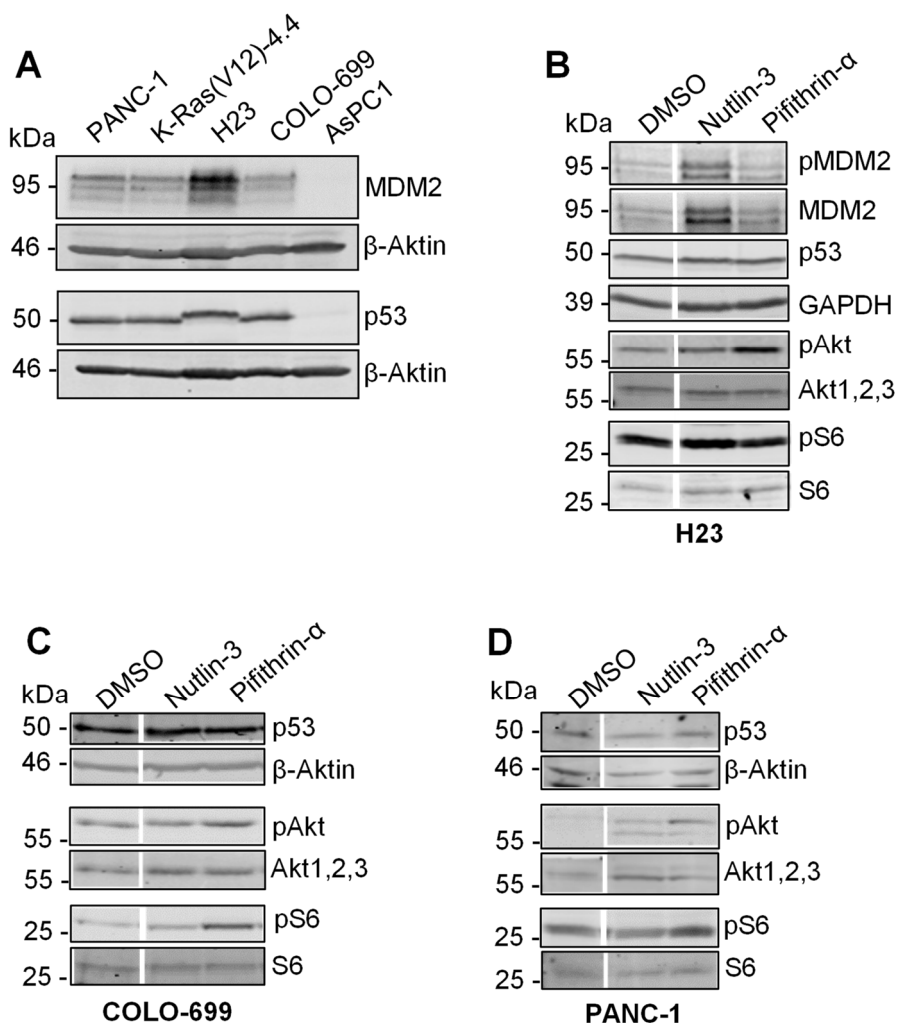 A
PANC-1
K-Ras(V12)-4.4
H23
COLO-699
AsPC1
kDa
95
MDM2
46
β-Aktin
50
p53
46
β-Aktin
B
DMSO
Nutlin-3
Pifithrin-α
kDa
95
pMDM2
95
MDM2
50
p53
39
GAPDH
55
pAkt
55
Akt1,2,3
25
pS6
25
S6
H23
C
DMSO
Nutlin-3
Pifithrin-α
kDa
50
p53
46
β-Aktin
55
pAkt
55
Akt1,2,3
25
pS6
25
S6
COLO-699
D
DMSO
Nutlin-3
Pifithrin-α
kDa
50
p53
46
β-Aktin
55
pAkt
55
Akt1,2,3
25
pS6
25
S6
PANC-1